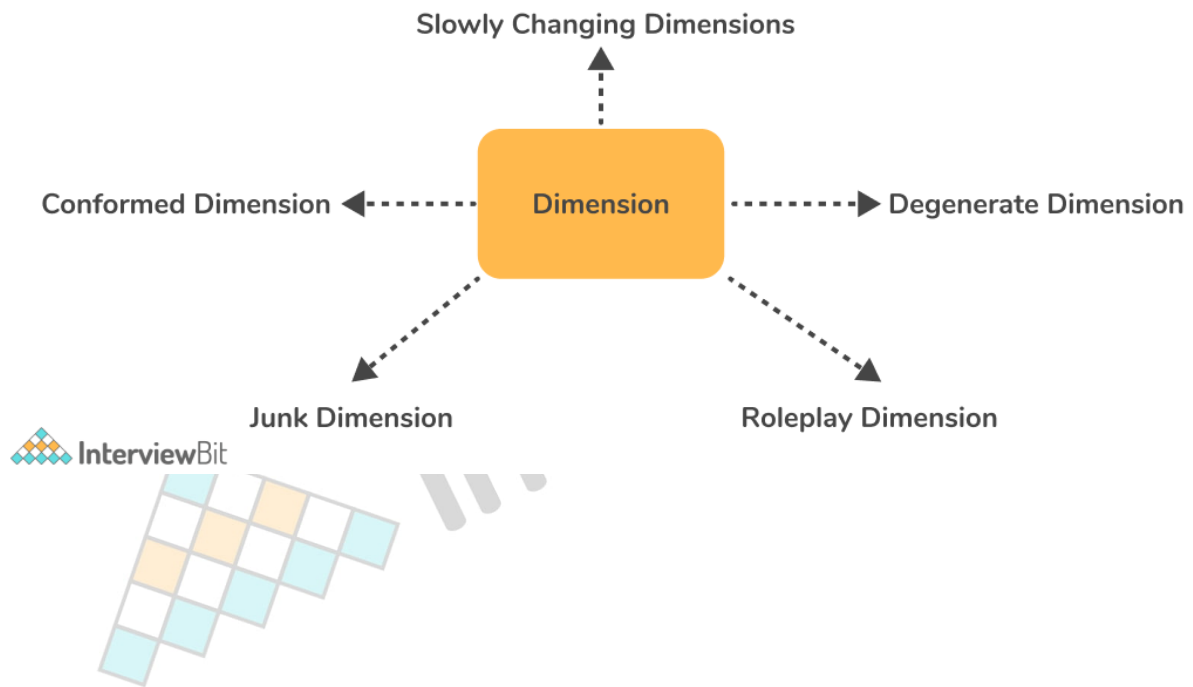 Slowly Changing Dimensions
Conformed Dimension
Dimension
Degenerate Dimension
Junk Dimension
Roleplay Dimension
InterviewBit